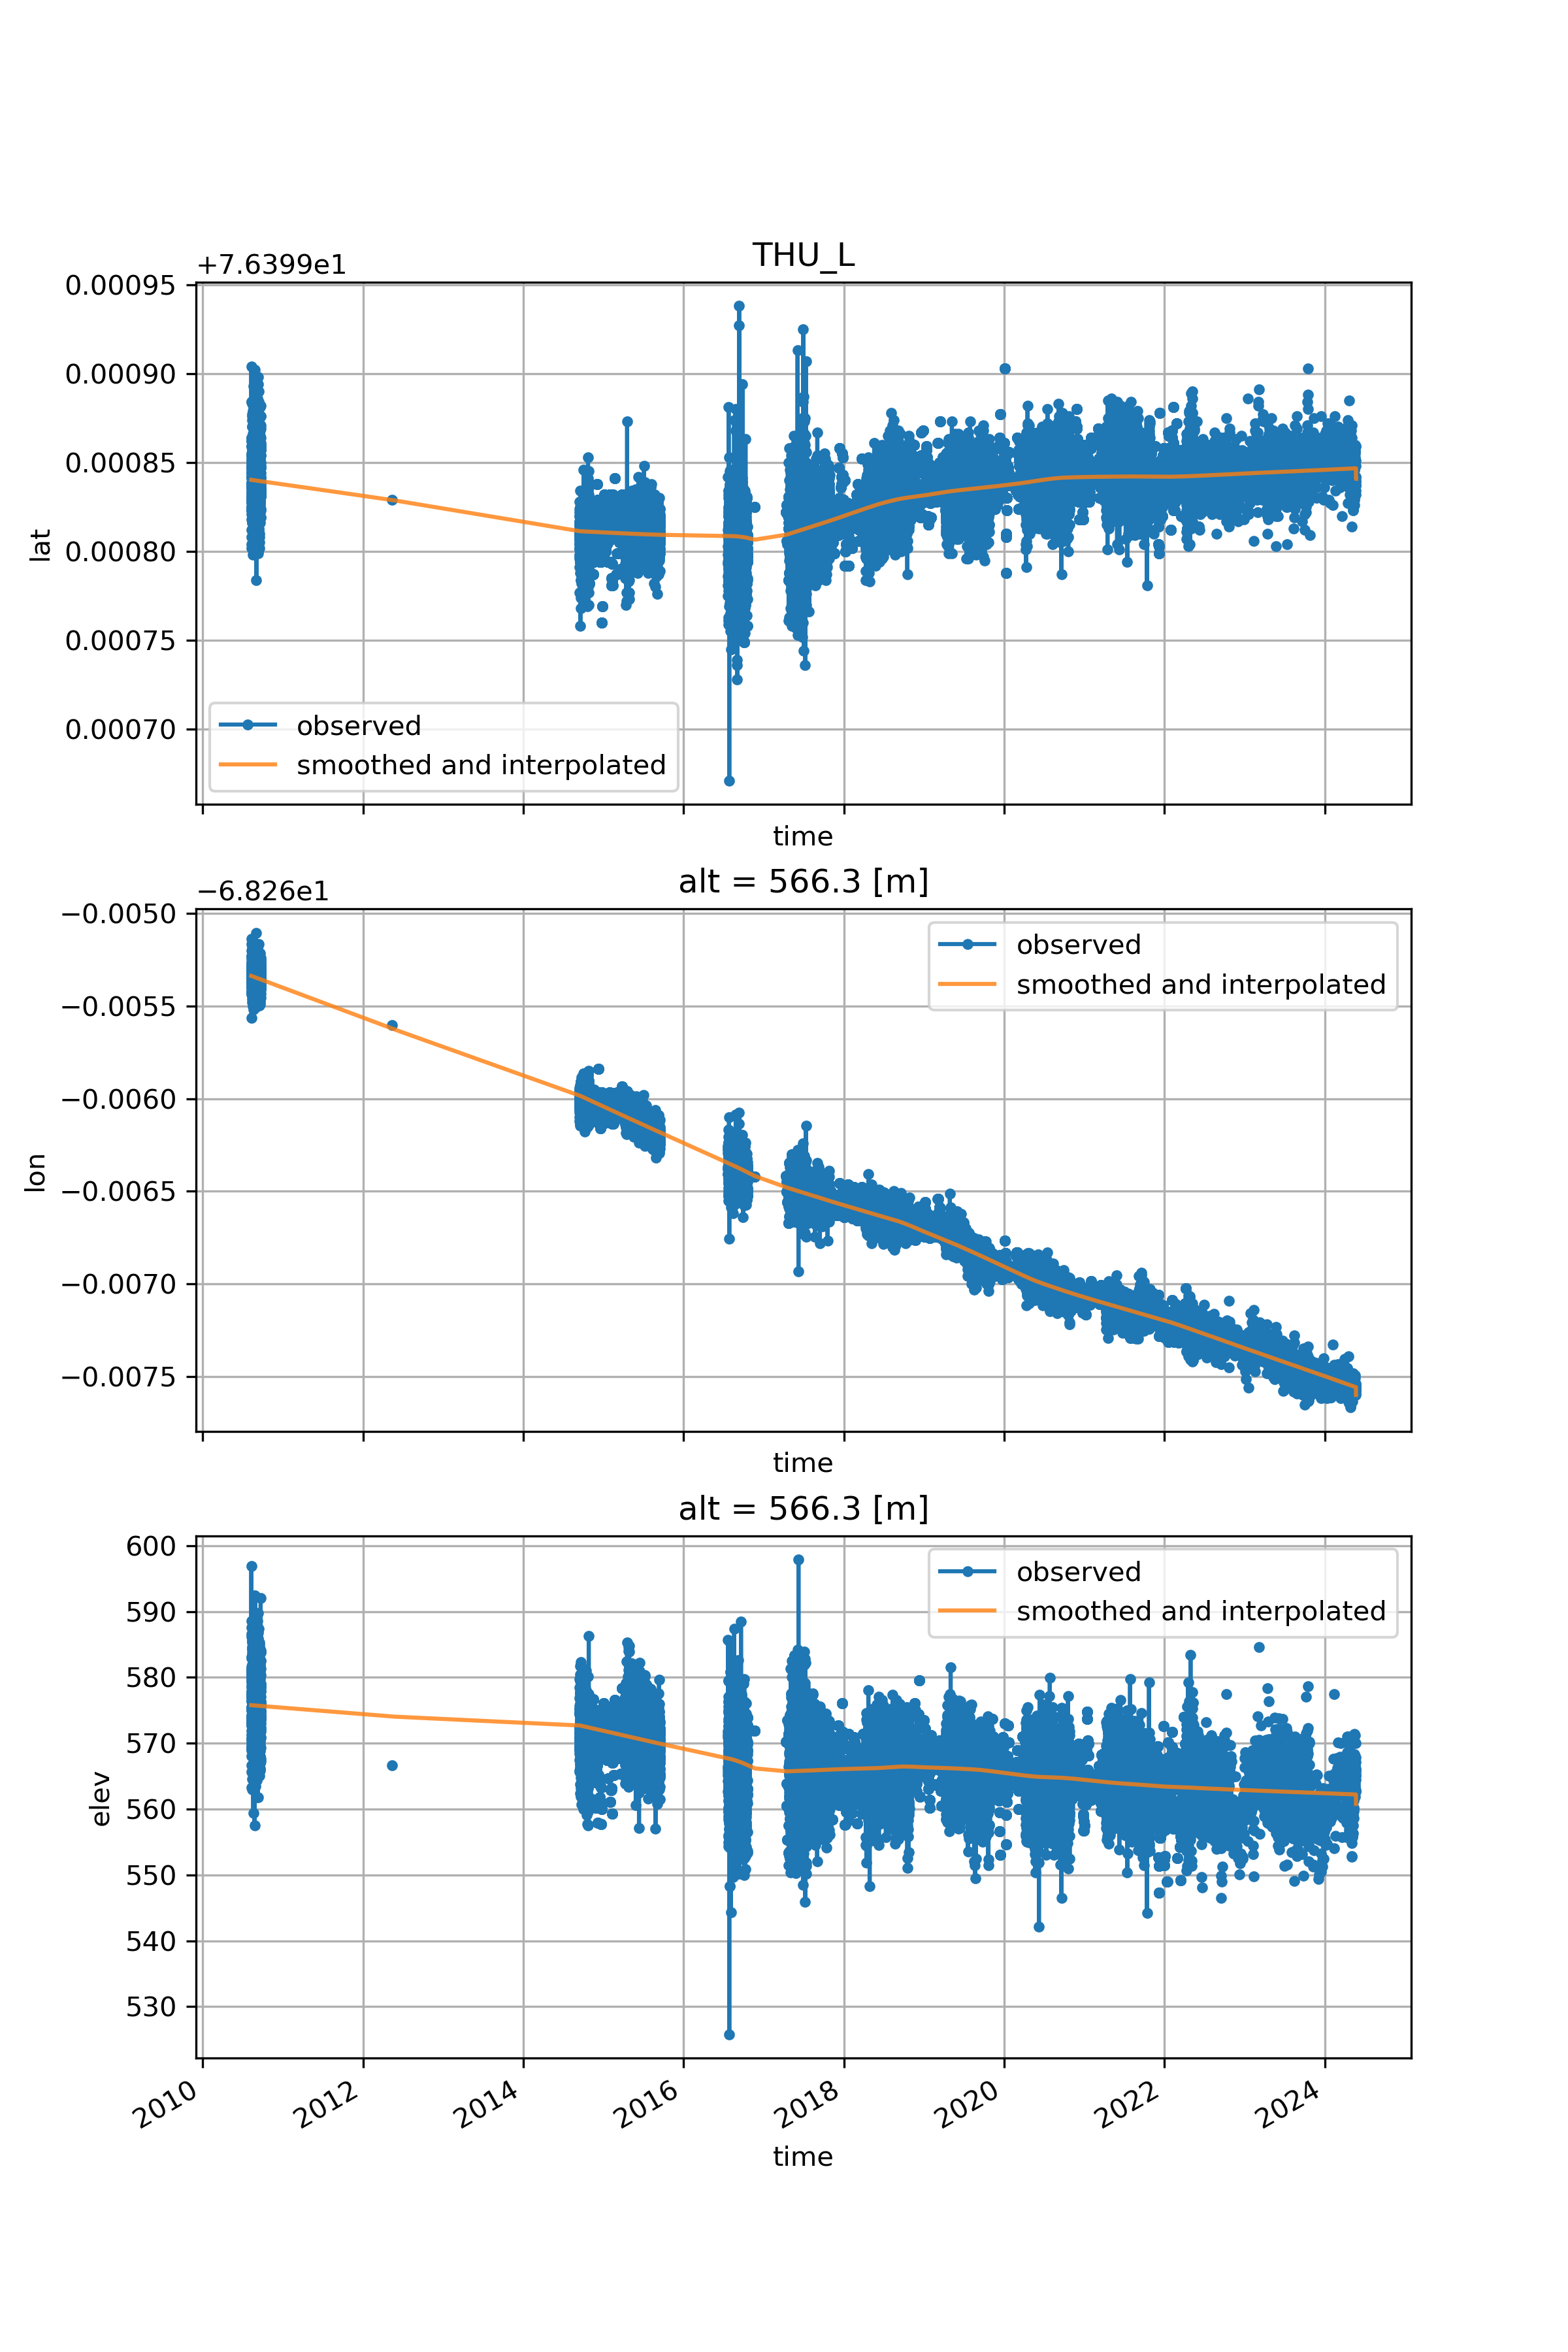 THU_L
+7.6399e1
0.00095
0.00090
0.00085
0.00080
0.00075
0.00070
lat
observed
smoothed and interpolated
time
alt = 566.3 [m]
−6.826e1
−0.0050
−0.0055
−0.0060
−0.0065
−0.0070
−0.0075
lon
observed
smoothed and interpolated
time
alt = 566.3 [m]
600
590
580
570
560
550
540
530
elev
observed
smoothed and interpolated
2010 2012 2014 2016 2018 2020 2022 2024
time